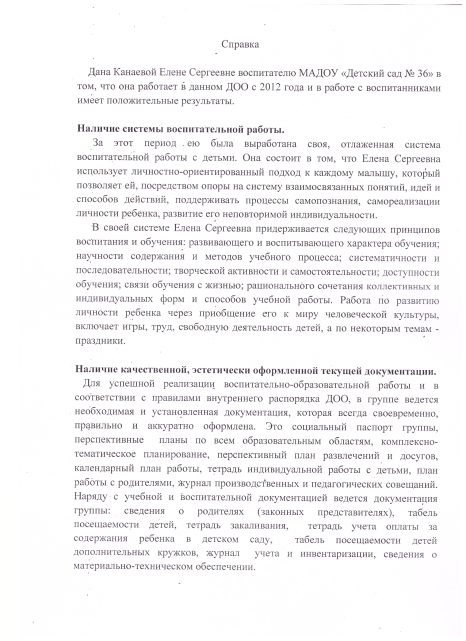 Справка
Дана Канаевой Елене Сергеевне воспитателю МАДОУ «Детский сад № 36» в
том, что она работает в данном ДОО с 2012 года и в работе с воспитанниками
имеет положительные результаты.
Наличие системы воспитательной работы.
За этот период ею была выработана своя, отлаженная система
воспитательной работы с детьми. Она состоит в том, что Елена Сергеевна
использует личностно-ориентированный подход к каждому малышу, который
позволяет ей, посредством опоры на систему взаимосвязанных понятий, идей и
способов действий, поддерживать процессы самопознания, самореализации
личности ребенка, развитие его неповторимой индивидуальности.
В своей системе Елена Сергеевна придерживается следующих принципов
воспитания и обучения: развивающего и воспитывающего характера обучения;
научности содержания и методов учебного процесса; систематичности и
последовательности; творческой активности и самостоятельности; доступности
обучения; связи обучения с жизнью; рационального сочетания коллективных и
индивидуальных форм и способов учебной работы. Работа по развитию
личности ребенка через приобщение его к миру человеческой культуры,
включает игры, труд, свободную деятельность детей, а по некоторым темам -
праздники.
Наличие качественной, эстетически оформленной текущей документации.
Для успешной реализации воспитательно-образовательной работы и в
соответствии с правилами внутреннего распорядка ДОО, в группе ведется
необходимая и установленная документация, которая всегда своевременно,
правильно и аккуратно оформлена. Это социальный паспорт группы,
перспективные планы по всем образовательным областям, комплексно-
тематическое планирование, перспективный план развлечений и досугов,
календарный план работы, тетрадь индивидуальной работы с детьми, план
работы с родителями, журнал производственных и педагогических совещаний.
Наряду с учебной и воспитательной документацией ведется документация
группы: сведения о родителях (законных представителях), табель
посещаемости детей, тетрадь закаливания, тетрадь учета оплаты за
содержания ребенка в детском саду, табель посещаемости детей
дополнительных кружков, журнал учета и инвентаризации, сведения о
материально-техническом обеспечении.